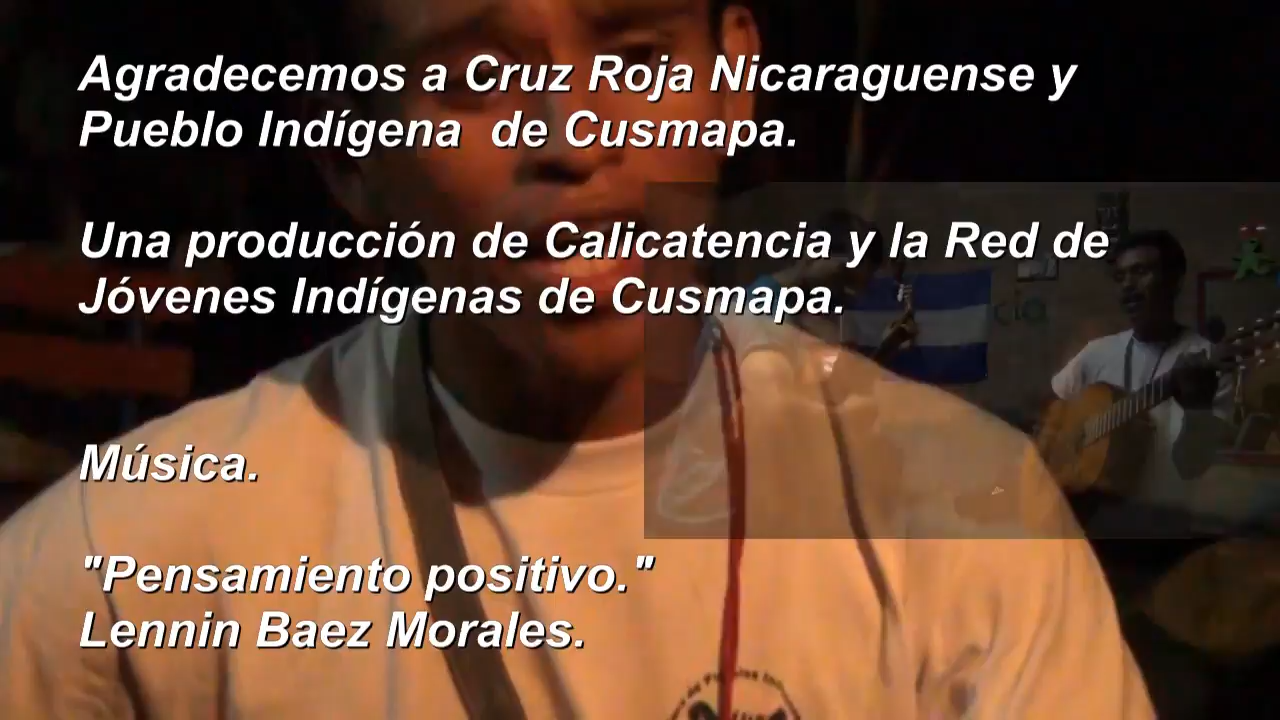 Agradecemos a Cruz Roja Nicaraguense y
Pueblo Indígena de Cusmapa.
Una producción de Calicatencia y la Red de
Jóvenes Indígenas de Cusmapa.
Música.
"Pensamiento positivo."
Lennin Baez Morales.